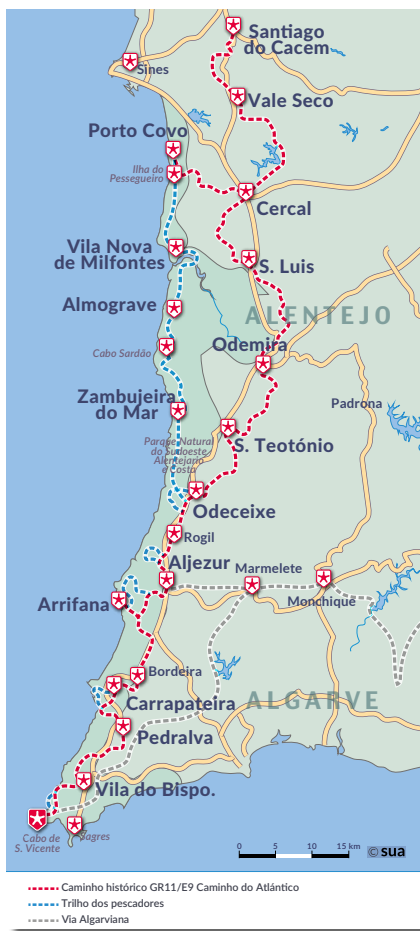 Santiago
do Cacem
Sines
Vale Seco
Porto Covo
Ilha do
Pessegueiro
Cercal
Vila Nova
de Milfontes
S. Luis
Almograve
ALENTEJO
Odemira
Cabo Sardão
Zambujeira
do Mar
Padrona
Parque Natural
do Sudoeste
Alentejano
e Costa
S. Teotónio
Odeceixe
Rogil
Aljezur
Marmelete
Arrifana
Monchique
Bordeira
Carrapateira
ALGARVE
Pedralva
Vila do Bispo.
Cabo de
S. Vicente
Sagres
0 5 10 15 km
© sua
Caminho histórico GR11/E9 Caminho do Atlántico
Trilho dos pescadores
Via Algarviana